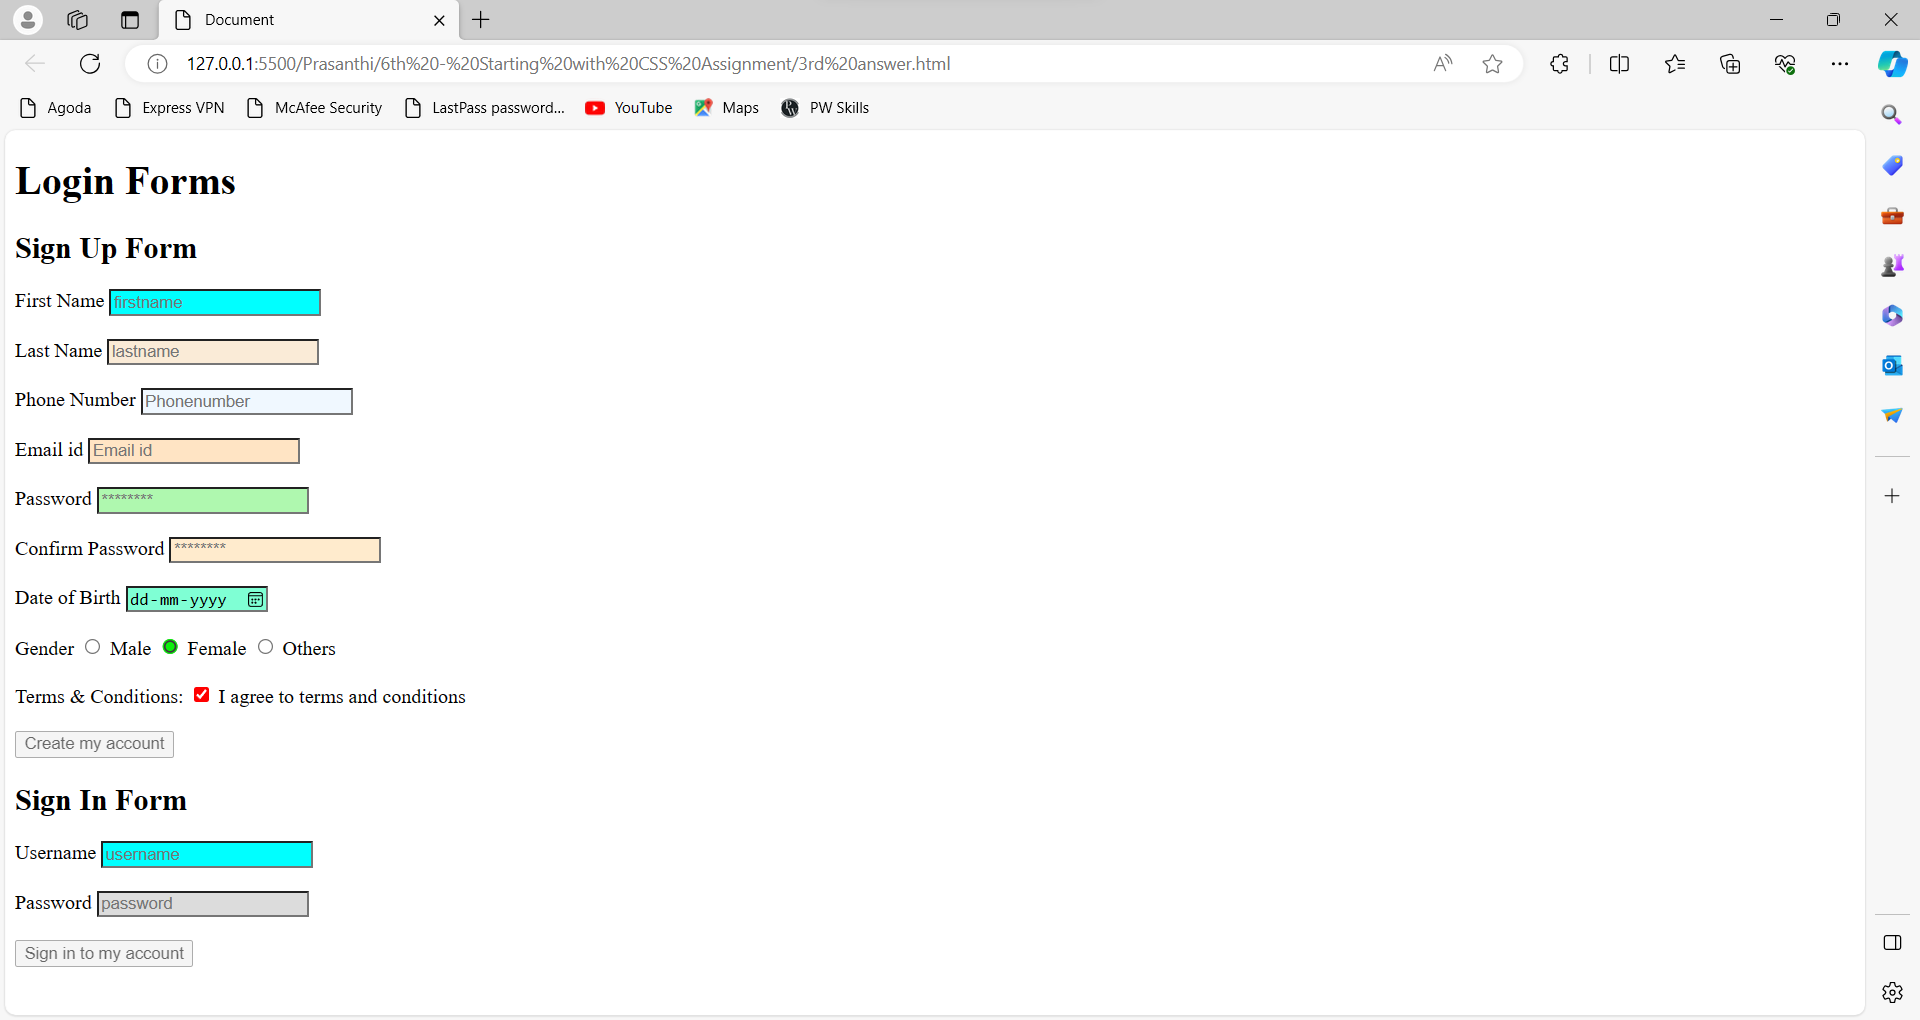 Document
127.0.0.1:5500/Prasanthi/6th%20-%20Starting%20with%20CSS%20Assignment/3rd%20answer.html
Agoda Express VPN McAfee Security LastPass password... YouTube Maps PW Skills
Login Forms
Sign Up Form
First Name firstname
Last Name lastname
Phone Number Phonenumber
Email id Email id
Password ********
Confirm Password ********
Date of Birth dd-mm-yyyy
Gender Male Female Others
Terms & Conditions: I agree to terms and conditions
Create my account
Sign In Form
Username username
Password password
Sign in to my account